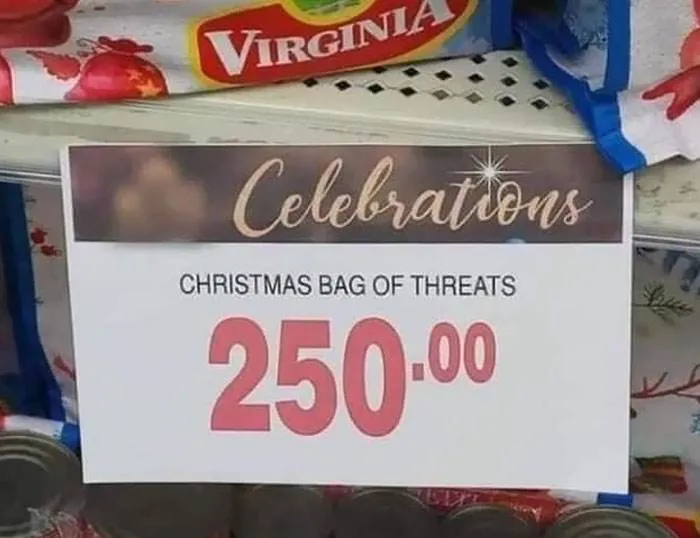 VIRGINIA
Celebrations
CHRISTMAS BAG OF THREATS
250.00